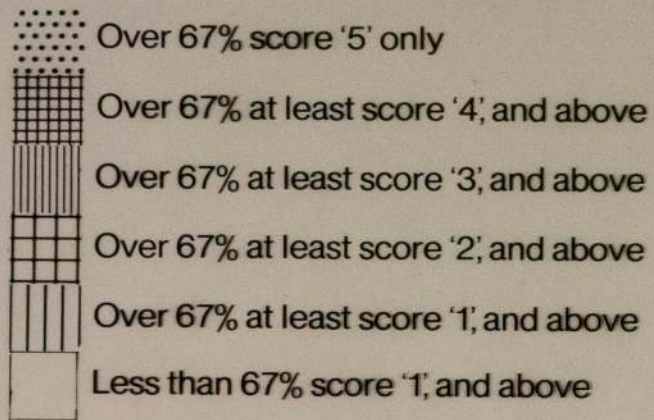 Over 67% score ‘5’ only
Over 67% at least score ‘4’, and above
Over 67% at least score ‘3’, and above
Over 67% at least score ‘2’, and above
Over 67% at least score ‘1’, and above
Less than 67% score ‘1’, and above